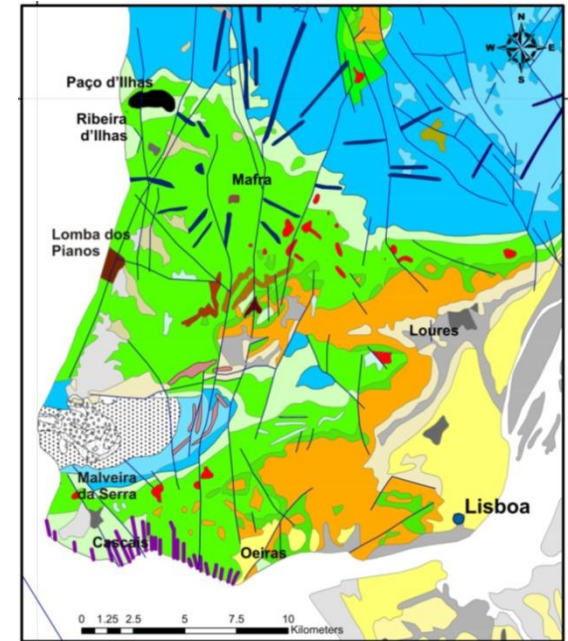 N
W E
S
Paço d'Ilhas
Ribeira
d'Ilhas
Mafra
Lomba dos
Pianos
Loures
Malveira
da Serra
Lisboa
Cascais
Oeiras
0 1.25 2.5 5 7.5 10
Kilometers